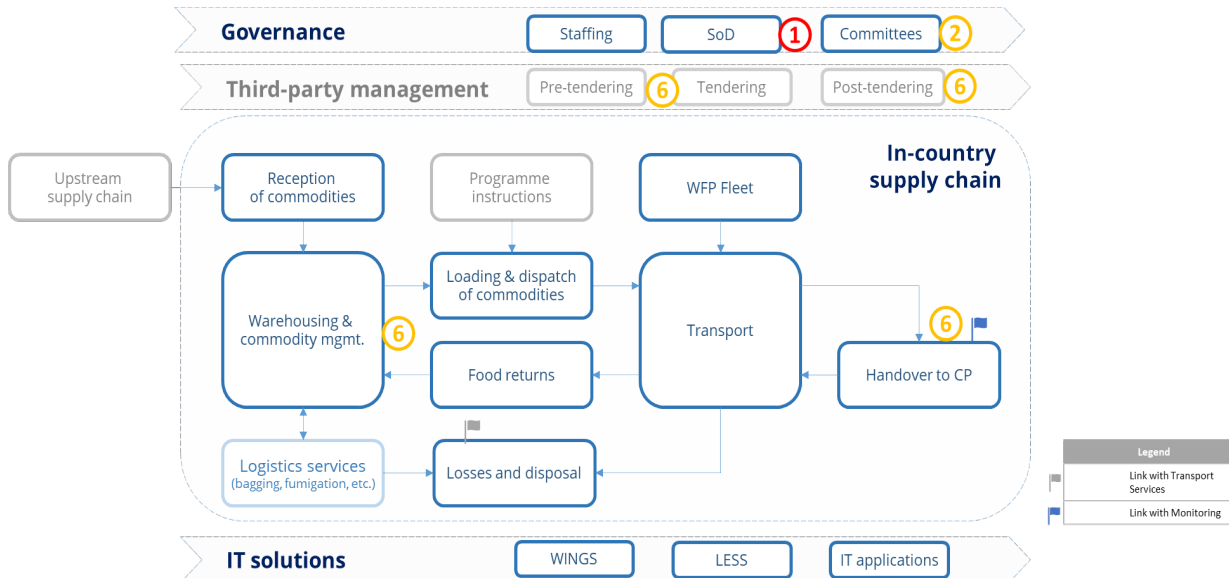 Governance
Staffing
SoD
1
Committees
2
Third-party management
Pre-tendering
6
Tendering
Post-tendering
6
In-country
supply chain
Upstream
supply chain
Reception
of commodities
Programme
instructions
WFP Fleet
Warehousing &
commodity mgmt.
6
Loading & dispatch
of commodities
Transport
6
Food returns
Handover to CP
Logistics services
(bagging, fumigation, etc.)
Losses and disposal
Legend
Link with Transport
Services
Link with Monitoring
IT solutions
WINGS
LESS
IT applications